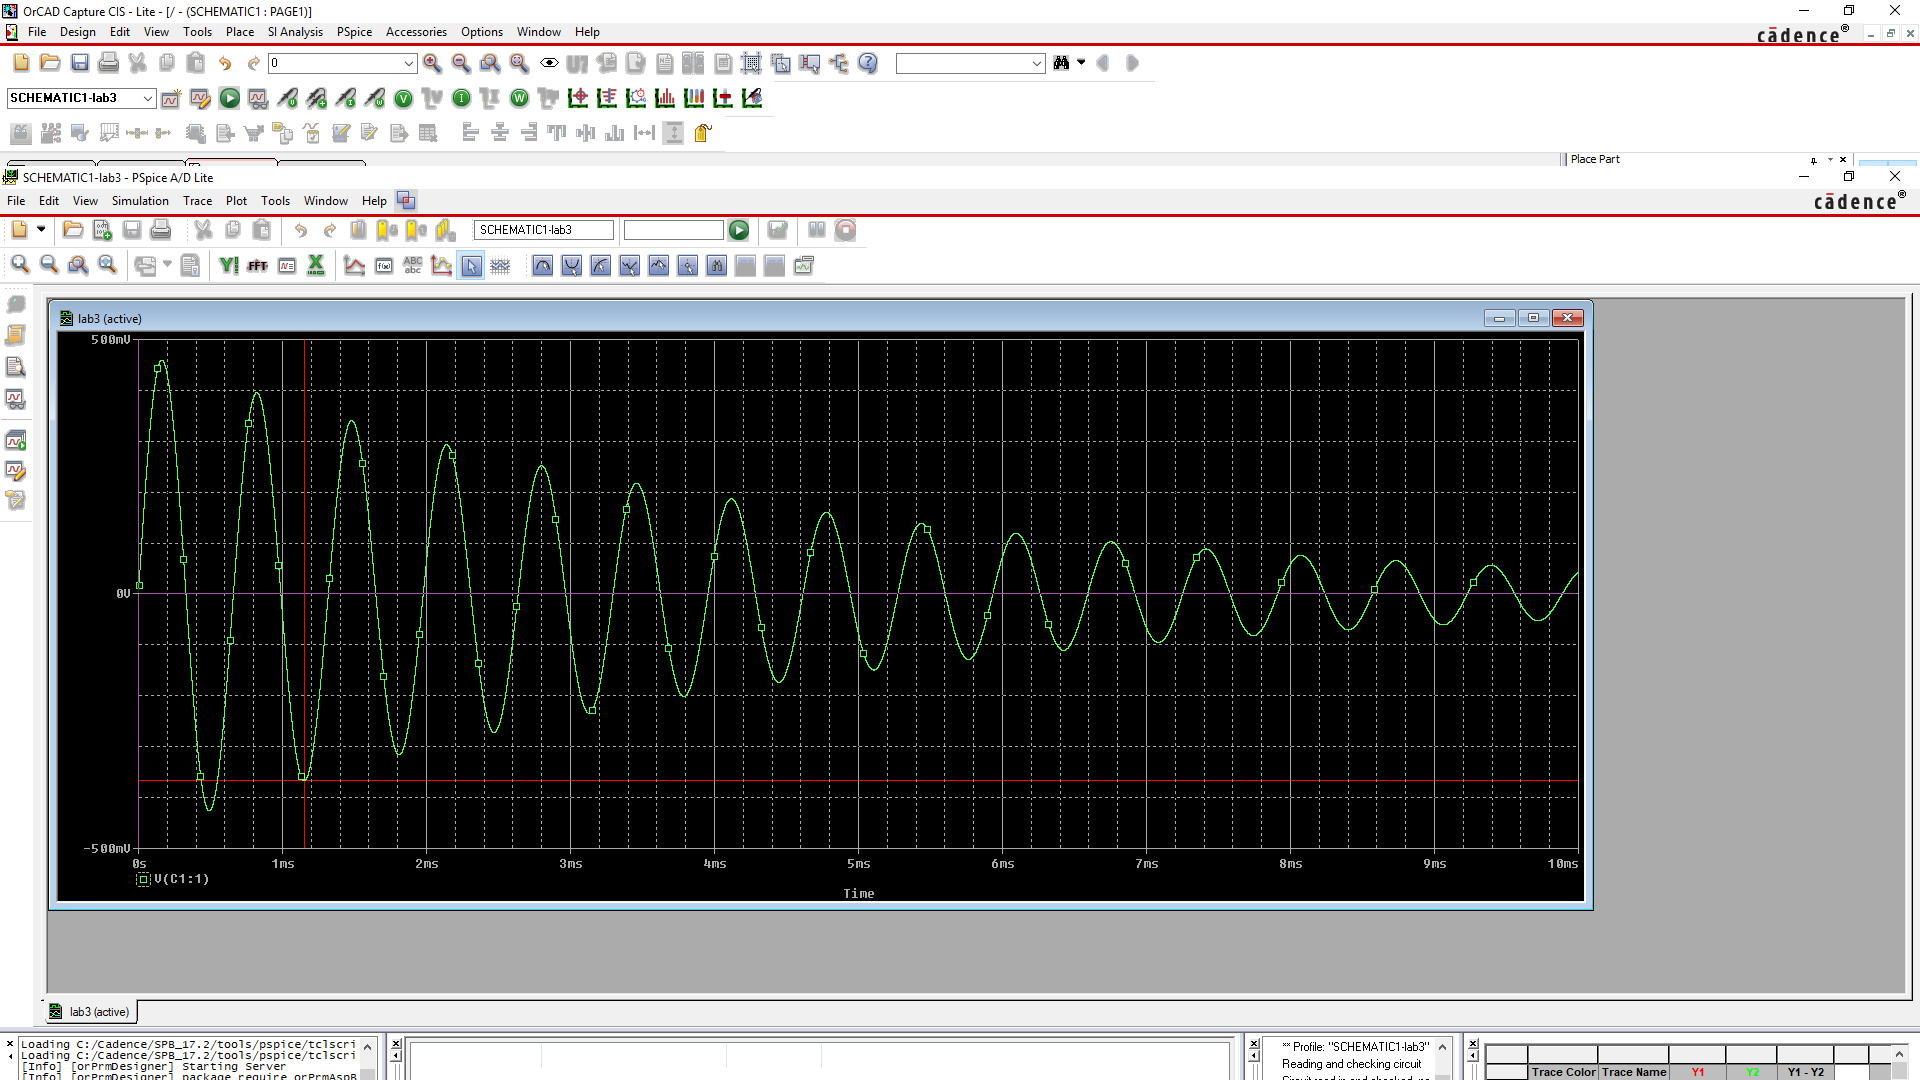 OrCAD Capture CIS - Lite - [/ - (SCHEMATIC1 : PAGE1)]
File Design Edit View Tools Place SI Analysis PSpice Accessories Options Window Help
cādence®
0
SCHEMATIC1-lab3
Place Part
SCHEMATIC1-lab3 - PSpice A/D Lite
File Edit View Simulation Trace Plot Tools Window Help
cādence®
SCHEMATIC1-lab3
lab3 (active)
500mV
0V
-500mV
0s 1ms 2ms 3ms 4ms 5ms 6ms 7ms 8ms 9ms 10ms
V(C1:1)
Time
lab3 (active)
Loading C:/Cadence/SPB_17.2/tools/pspice/tclscri
Loading C:/Cadence/SPB_17.2/tools/pspice/tclscri
[Info] [orPrmDesigner] Starting Server
[Info] [orPrmDesigner] package require orPrmAspB
** Profile: "SCHEMATIC1-lab3"
Reading and checking circuit
Trace Color Trace Name Y1 Y2 Y1 - Y2